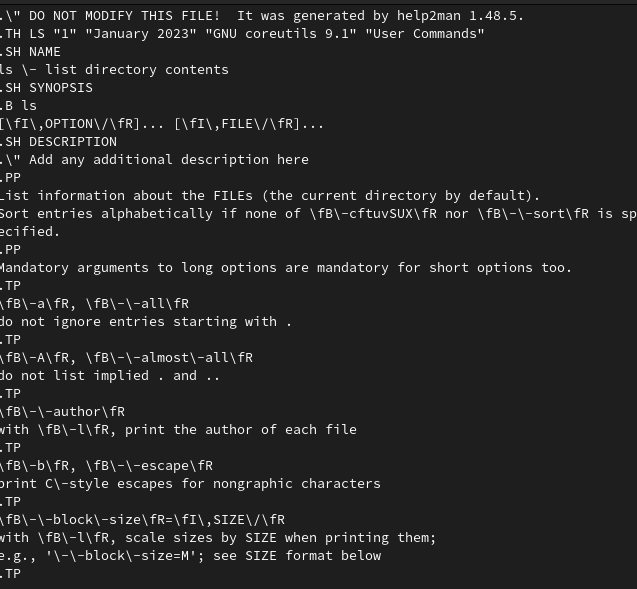 .\" DO NOT MODIFY THIS FILE!  It was generated by help2man 1.48.5.
.TH LS "1" "January 2023" "GNU coreutils 9.1" "User Commands"
.SH NAME
ls \- list directory contents
.SH SYNOPSIS
.B ls
[\fI\,OPTION\/\fR]... [\fI\,FILE\/\fR]...
.SH DESCRIPTION
.\" Add any additional description here
.PP
List information about the FILEs (the current directory by default).
Sort entries alphabetically if none of \fB\-cftuvSUX\fR nor \fB\-\-sort\fR is sp
ecified.
.PP
Mandatory arguments to long options are mandatory for short options too.
.TP
\fB\-a\fR, \fB\-\-all\fR
do not ignore entries starting with .
.TP
\fB\-A\fR, \fB\-\-almost\-all\fR
do not list implied . and ..
.TP
\fB\-\-author\fR
with \fB\-l\fR, print the author of each file
.TP
\fB\-b\fR, \fB\-\-escape\fR
print C\-style escapes for nongraphic characters
.TP
\fB\-\-block\-size\fR=\fI\,SIZE\/\fR
with \fB\-l\fR, scale sizes by SIZE when printing them;
e.g., '\-\-block\-size=M'; see SIZE format below
.TP